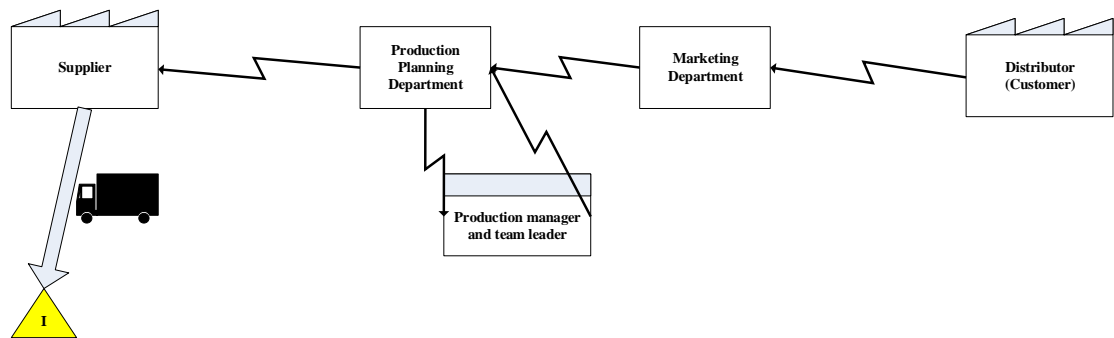 Supplier
Production
Planning
Department
Marketing
Department
Distributor
(Customer)
Production manager
and team leader
I